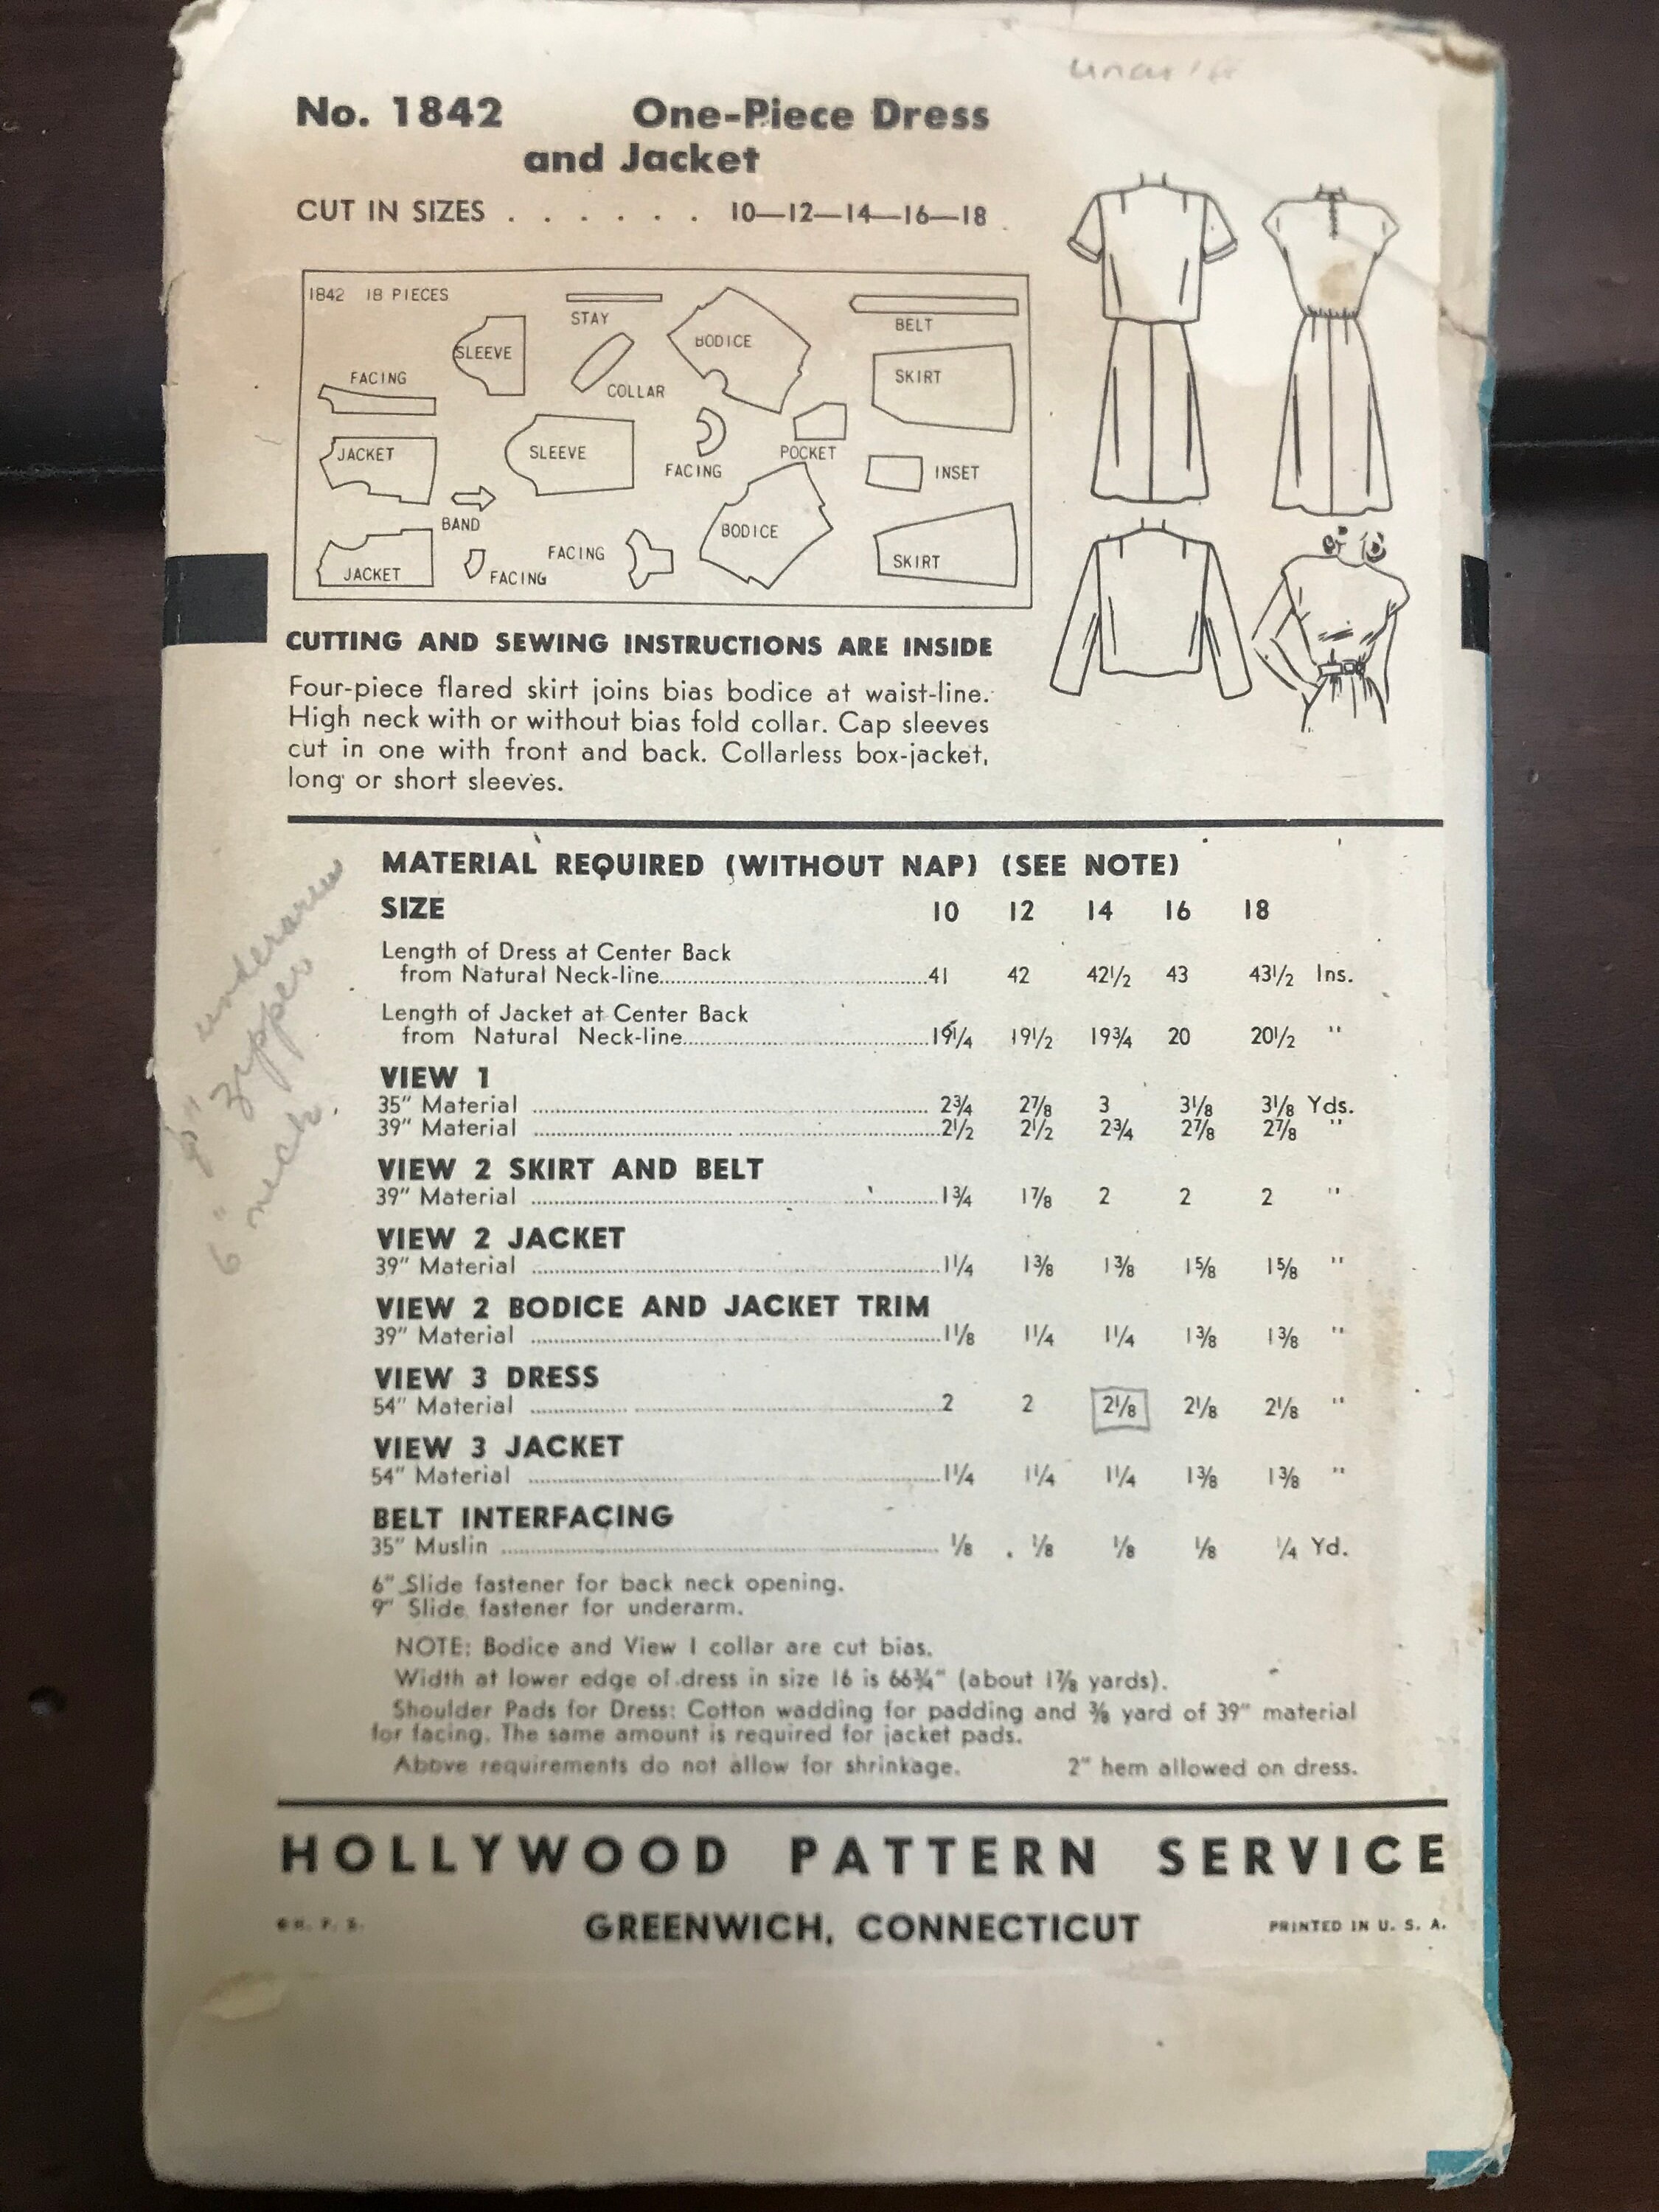 No. 1842 One-Piece Dress
and Jacket
CUT IN SIZES . . . . . . 10—12—14—16—18
1842 18 PIECES
STAY
BELT
SLEEVE
BODICE
FACING
COLLAR
SKIRT
JACKET
SLEEVE
FACING
POCKET
INSET
BAND
FACING
BODICE
JACKET
FACING
SKIRT
CUTTING AND SEWING INSTRUCTIONS ARE INSIDE
Four-piece flared skirt joins bias bodice at waist-line.
High neck with or without bias fold collar. Cap sleeves
cut in one with front and back. Collarless box-jacket,
long or short sleeves.
MATERIAL REQUIRED (WITHOUT NAP) (SEE NOTE)
SIZE 10 12 14 16 18
Length of Dress at Center Back
from Natural Neck-line 41 42 42½ 43 43½ Ins.
Length of Jacket at Center Back
from Natural Neck-line 19¼ 19½ 19¾ 20 20½ "
VIEW 1
35" Material 2¾ 2⅞ 3 3⅛ 3⅛ Yds.
39" Material 2½ 2½ 2¾ 2⅞ 2⅞ "
VIEW 2 SKIRT AND BELT
39" Material 1¾ 1⅞ 2 2 2 "
VIEW 2 JACKET
39" Material 1¼ 1⅜ 1⅜ 1⅝ 1⅝ "
VIEW 2 BODICE AND JACKET TRIM
39" Material 1⅛ 1¼ 1¼ 1⅜ 1⅜ "
VIEW 3 DRESS
54" Material 2 2 2⅛ 2⅛ 2⅛ "
VIEW 3 JACKET
54" Material 1¼ 1¼ 1¼ 1⅜ 1⅜ "
BELT INTERFACING
35" Muslin ⅛ ⅛ ⅛ ⅛ ¼ Yd.
6" Slide fastener for back neck opening.
9" Slide fastener for underarm.
NOTE: Bodice and View 1 collar are cut bias.
Width at lower edge of dress in size 16 is 66¾" (about 1⅞ yards).
Shoulder Pads for Dress: Cotton wadding for padding and ⅜ yard of 39" material
for facing. The same amount is required for jacket pads.
Above requirements do not allow for shrinkage. 2" hem allowed on dress.
HOLLYWOOD PATTERN SERVICE
GREENWICH, CONNECTICUT
© H. P. S.
PRINTED IN U. S. A.
underarm
zipper
6" neck